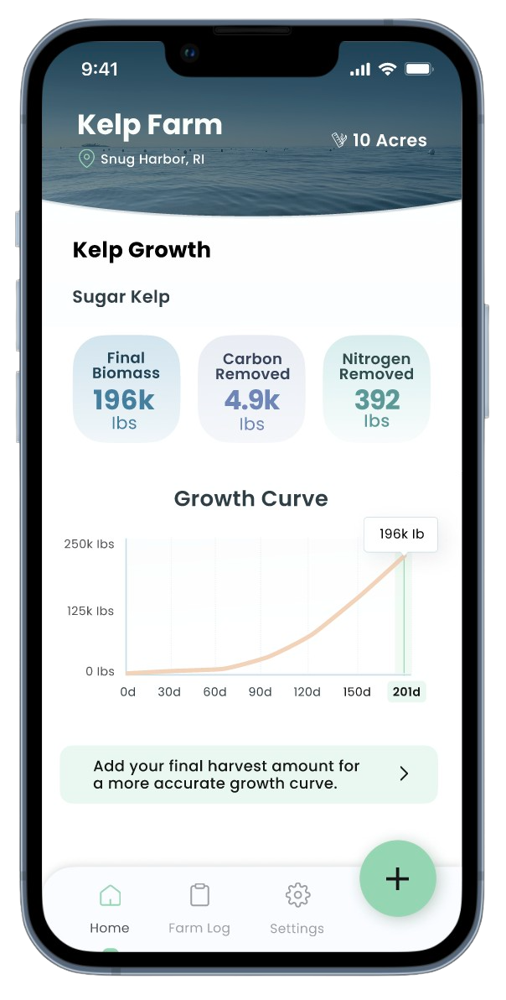 9:41
Kelp Farm
10 Acres
Snug Harbor, RI
Kelp Growth
Sugar Kelp
Final
Biomass
196k
lbs
Carbon
Removed
4.9k
lbs
Nitrogen
Removed
392
lbs
Growth Curve
196k lb
250k lbs
125k lbs
0 lbs
0d 30d 60d 90d 120d 150d 201d
Add your final harvest amount for
a more accurate growth curve.
Home Farm Log Settings